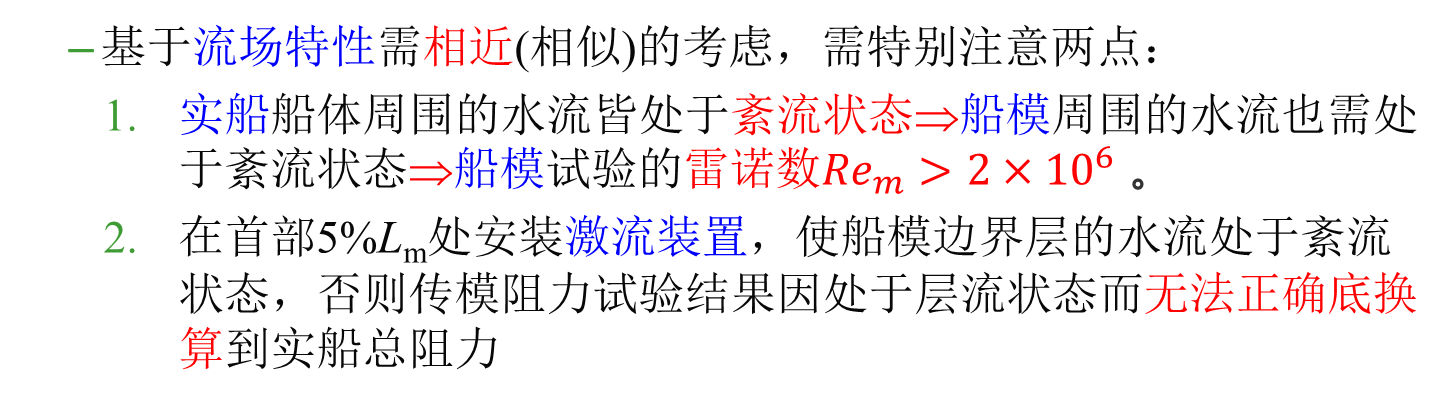 –基于流场特性需相近(相似)的考虑，需特别注意两点：
1. 实船船体周围的水流皆处于紊流状态⇒船模周围的水流也需处
于紊流状态⇒船模试验的雷诺数Reₘ > 2 × 10⁶ 。
2. 在首部5%Lₘ处安装激流装置，使船模边界层的水流处于紊流
状态，否则传模阻力试验结果因处于层流状态而无法正确底换
算到实船总阻力